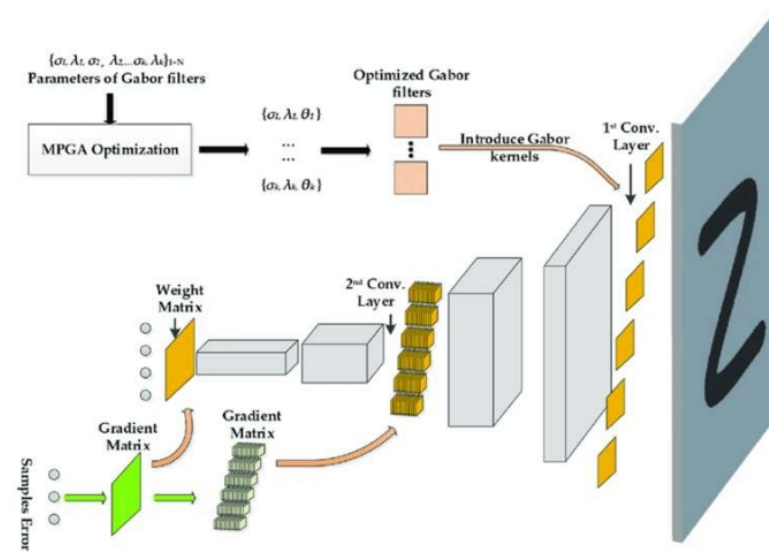 {σ1, λ1, σ2, λ2,...σk, λk}1~N
Parameters of Gabor filters
MPGA Optimization
{σ1, λ1, θ1}
...
...
{σk, λk, θk}
Optimized Gabor
filters
Introduce Gabor
kernels
1st Conv.
Layer
2
Weight
Matrix
2nd Conv.
Layer
Gradient
Matrix
Gradient
Matrix
Samples Error